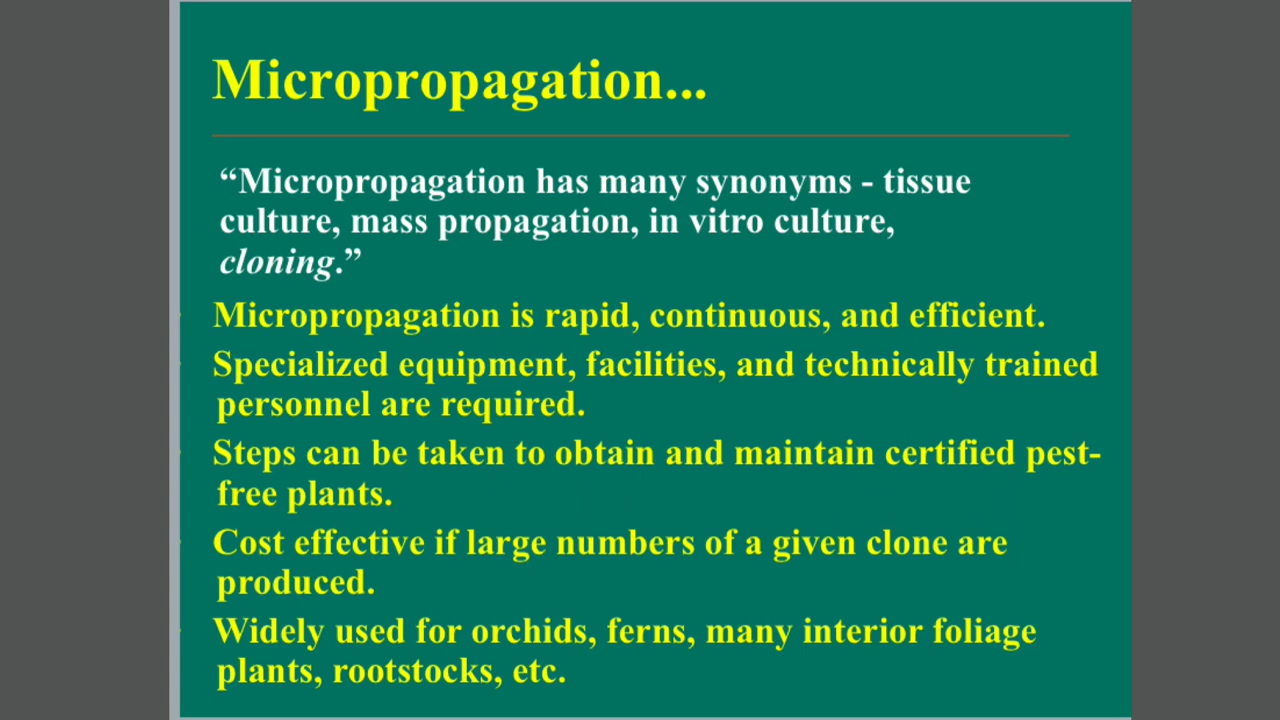 Micropropagation...
“Micropropagation has many synonyms - tissue
culture, mass propagation, in vitro culture,
cloning.”
Micropropagation is rapid, continuous, and efficient.
Specialized equipment, facilities, and technically trained
personnel are required.
Steps can be taken to obtain and maintain certified pest-
free plants.
Cost effective if large numbers of a given clone are
produced.
Widely used for orchids, ferns, many interior foliage
plants, rootstocks, etc.